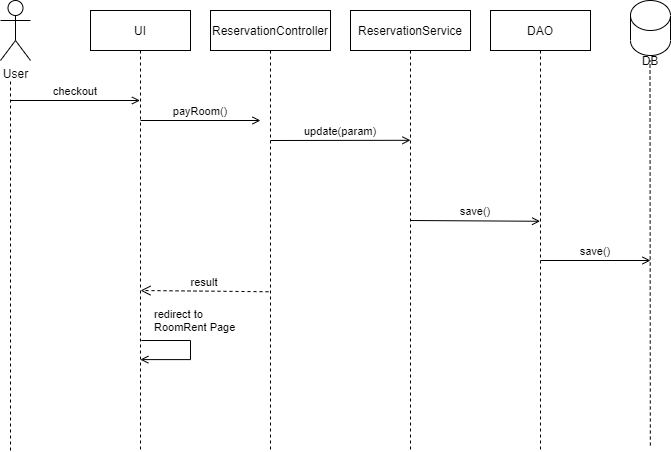 UI
ReservationController
ReservationService
DAO
DB
User
checkout
payRoom()
update(param)
save()
save()
result
redirect to
RoomRent Page